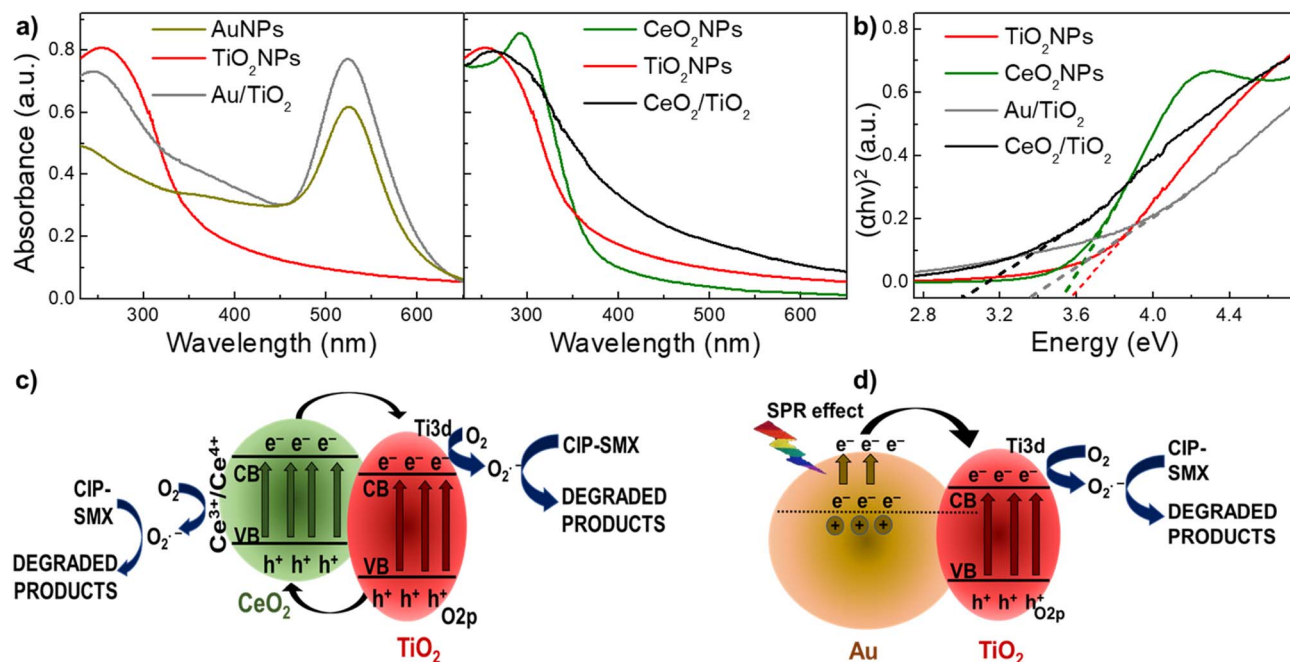 a)
AuNPs
TiO₂NPs
Au/TiO₂
Absorbance (a.u.)
0.8
0.6
0.4
0.2
0.0
300 400 500 600
Wavelength (nm)
CeO₂NPs
TiO₂NPs
CeO₂/TiO₂
300 400 500 600
Wavelength (nm)
b)
TiO₂NPs
CeO₂NPs
Au/TiO₂
CeO₂/TiO₂
(αhν)² (a.u.)
0.8
0.6
0.4
0.2
0.0
2.8 3.2 3.6 4.0 4.4
Energy (eV)
c)
CIP-
SMX
DEGRADED
PRODUCTS
O₂
O₂·⁻
Ce³⁺/Ce⁴⁺
e⁻ e⁻ e⁻
CB
VB
h⁺ h⁺ h⁺
CeO₂
Ti3d
e⁻ e⁻ e⁻
CB
VB
h⁺ h⁺ h⁺
O2p
TiO₂
O₂
O₂·⁻
CIP-SMX
DEGRADED
PRODUCTS
d)
SPR effect
e⁻ e⁻ e⁻
e⁻ e⁻ e⁻
+ + +
Au
Ti3d
e⁻ e⁻ e⁻
CB
VB
h⁺ h⁺ h⁺
O2p
TiO₂
O₂
O₂·⁻
CIP-
SMX
DEGRADED
PRODUCTS